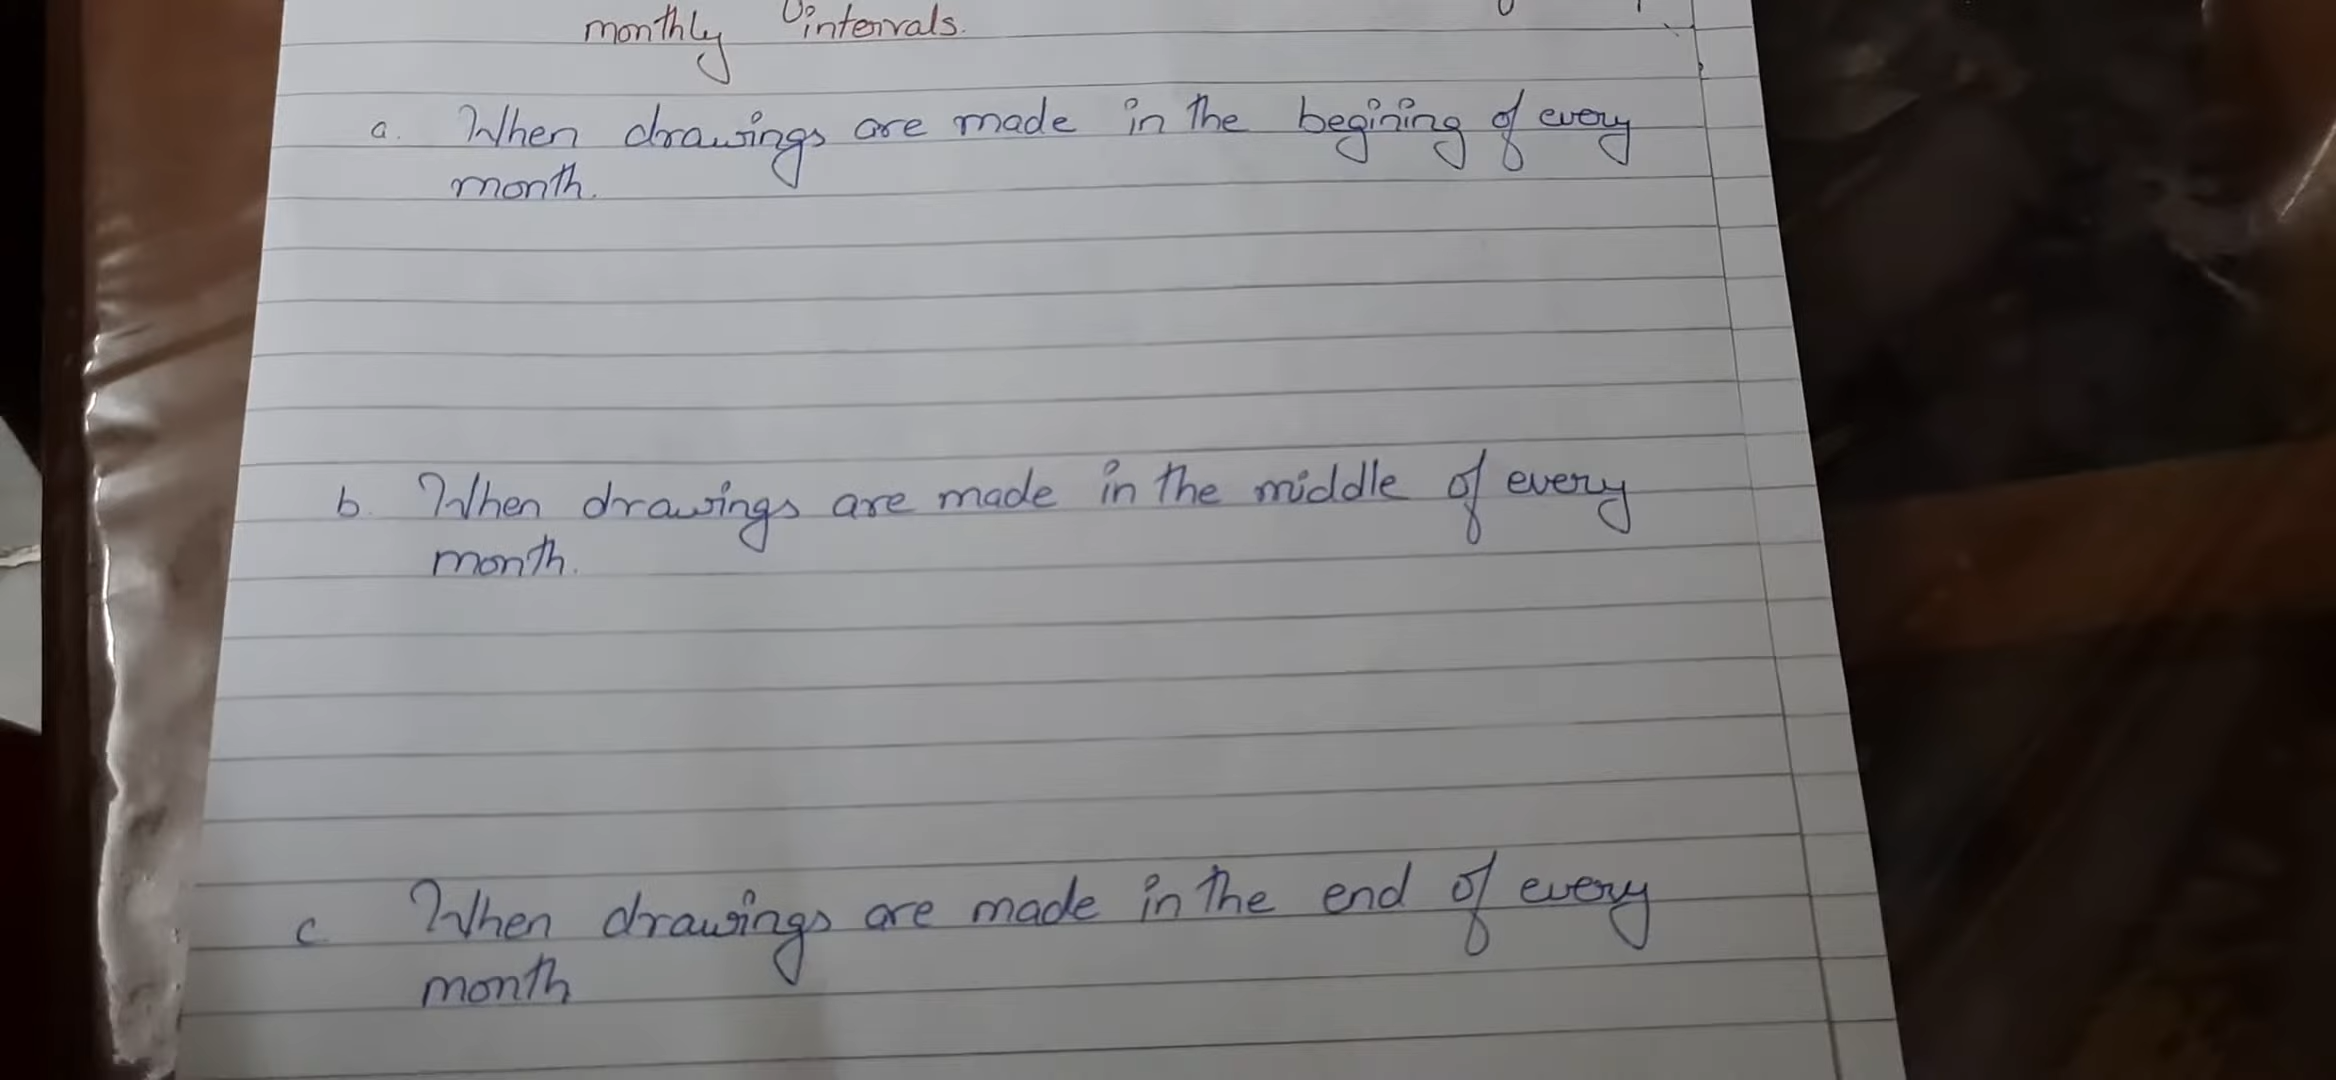 monthly intervals.
a. When drawings are made in the begining of every
month.
b. When drawings are made in the middle of every
month.
c When drawings are made in the end of every
month